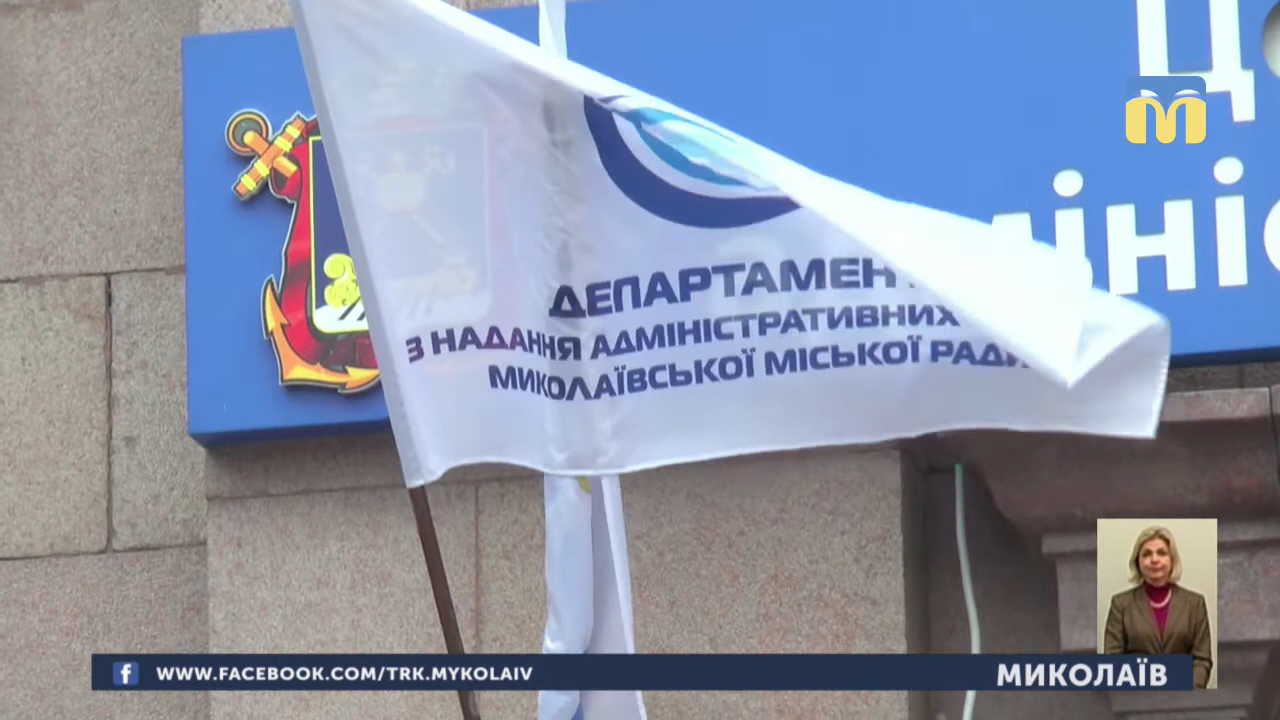 ДЕПАРТАМЕН
З НАДАННЯ АДМІНІСТРАТИВНИХ
МИКОЛАЇВСЬКОЇ МІСЬКОЇ РАДИ
WWW.FACEBOOK.COM/TRK.MYKOLAIV
МИКОЛАЇВ